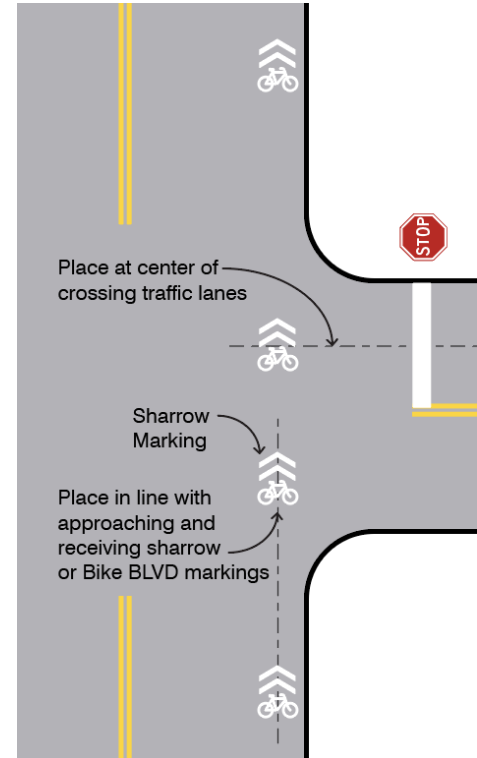 STOP
Place at center of
crossing traffic lanes
Sharrow
Marking
Place in line with
approaching and
receiving sharrow
or Bike BLVD markings